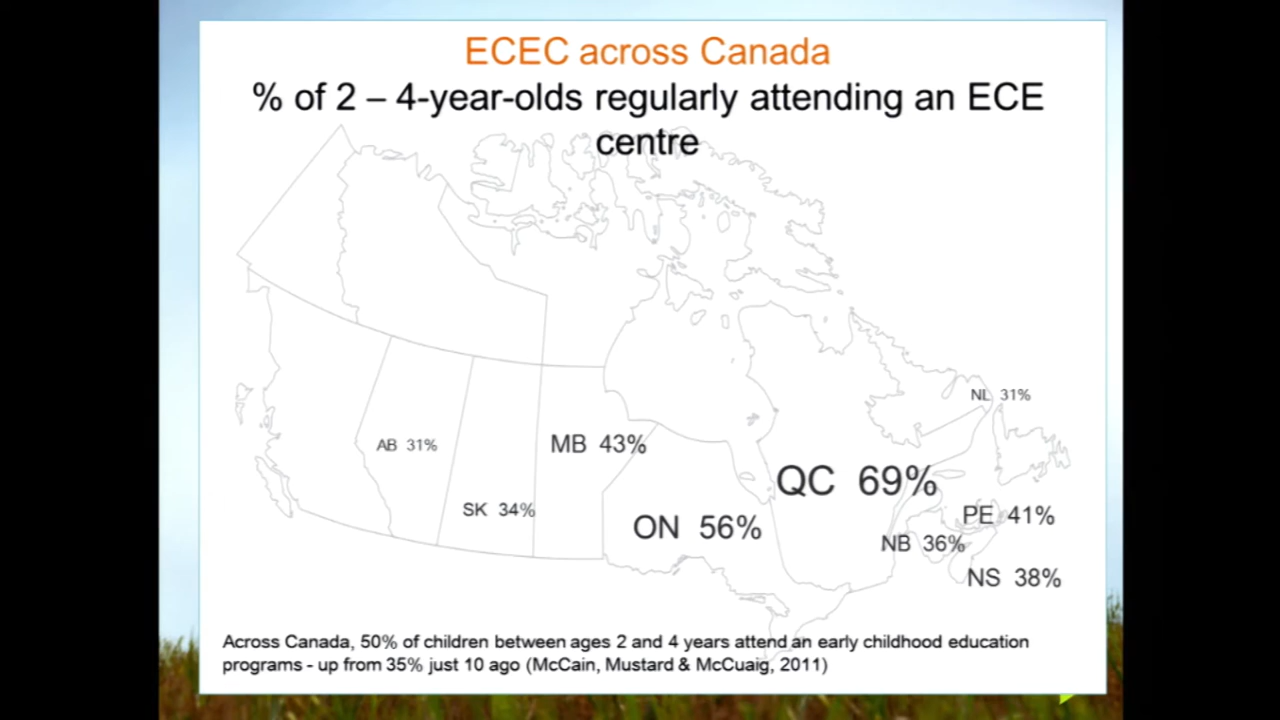 ECEC across Canada
% of 2 – 4-year-olds regularly attending an ECE
centre
NL 31%
AB 31%
MB 43%
QC 69%
SK 34%
PE 41%
ON 56%
NB 36%
NS 38%
Across Canada, 50% of children between ages 2 and 4 years attend an early childhood education
programs - up from 35% just 10 ago (McCain, Mustard & McCuaig, 2011)